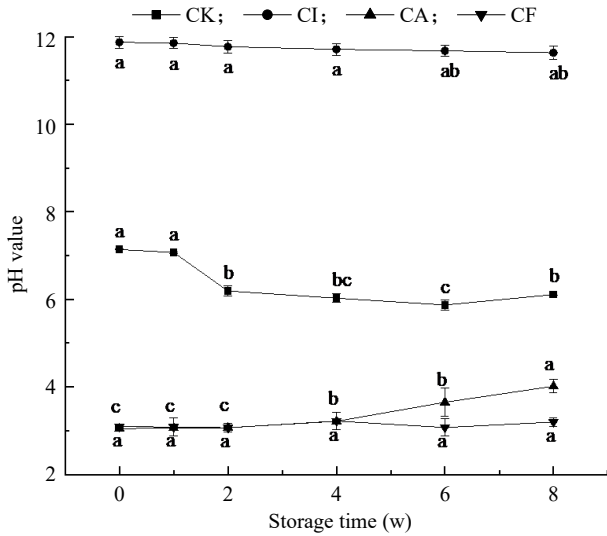 CK; CI; CA; CF
12
a a a a ab ab
10
pH value
8
a a b bc c b
6
4
c c c b b a
a a a a a a
2
0 2 4 6 8
Storage time (w)